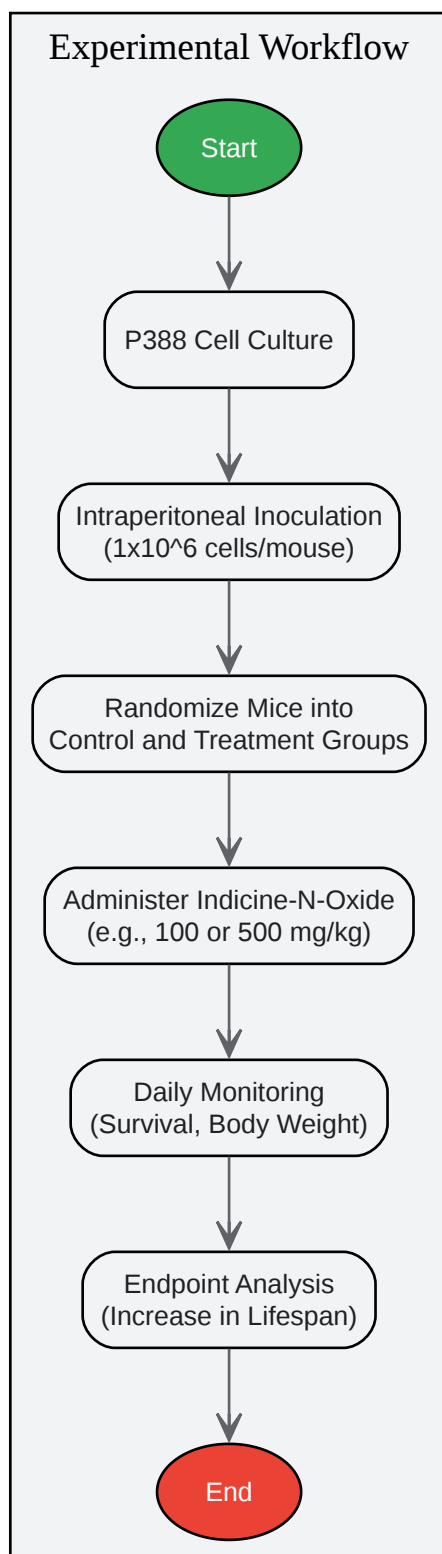 Experimental Workflow
Start
P388 Cell Culture
Intraperitoneal Inoculation
(1x10^6 cells/mouse)
Randomize Mice into
Control and Treatment Groups
Administer Indicine-N-Oxide
(e.g., 100 or 500 mg/kg)
Daily Monitoring
(Survival, Body Weight)
Endpoint Analysis
(Increase in Lifespan)
End